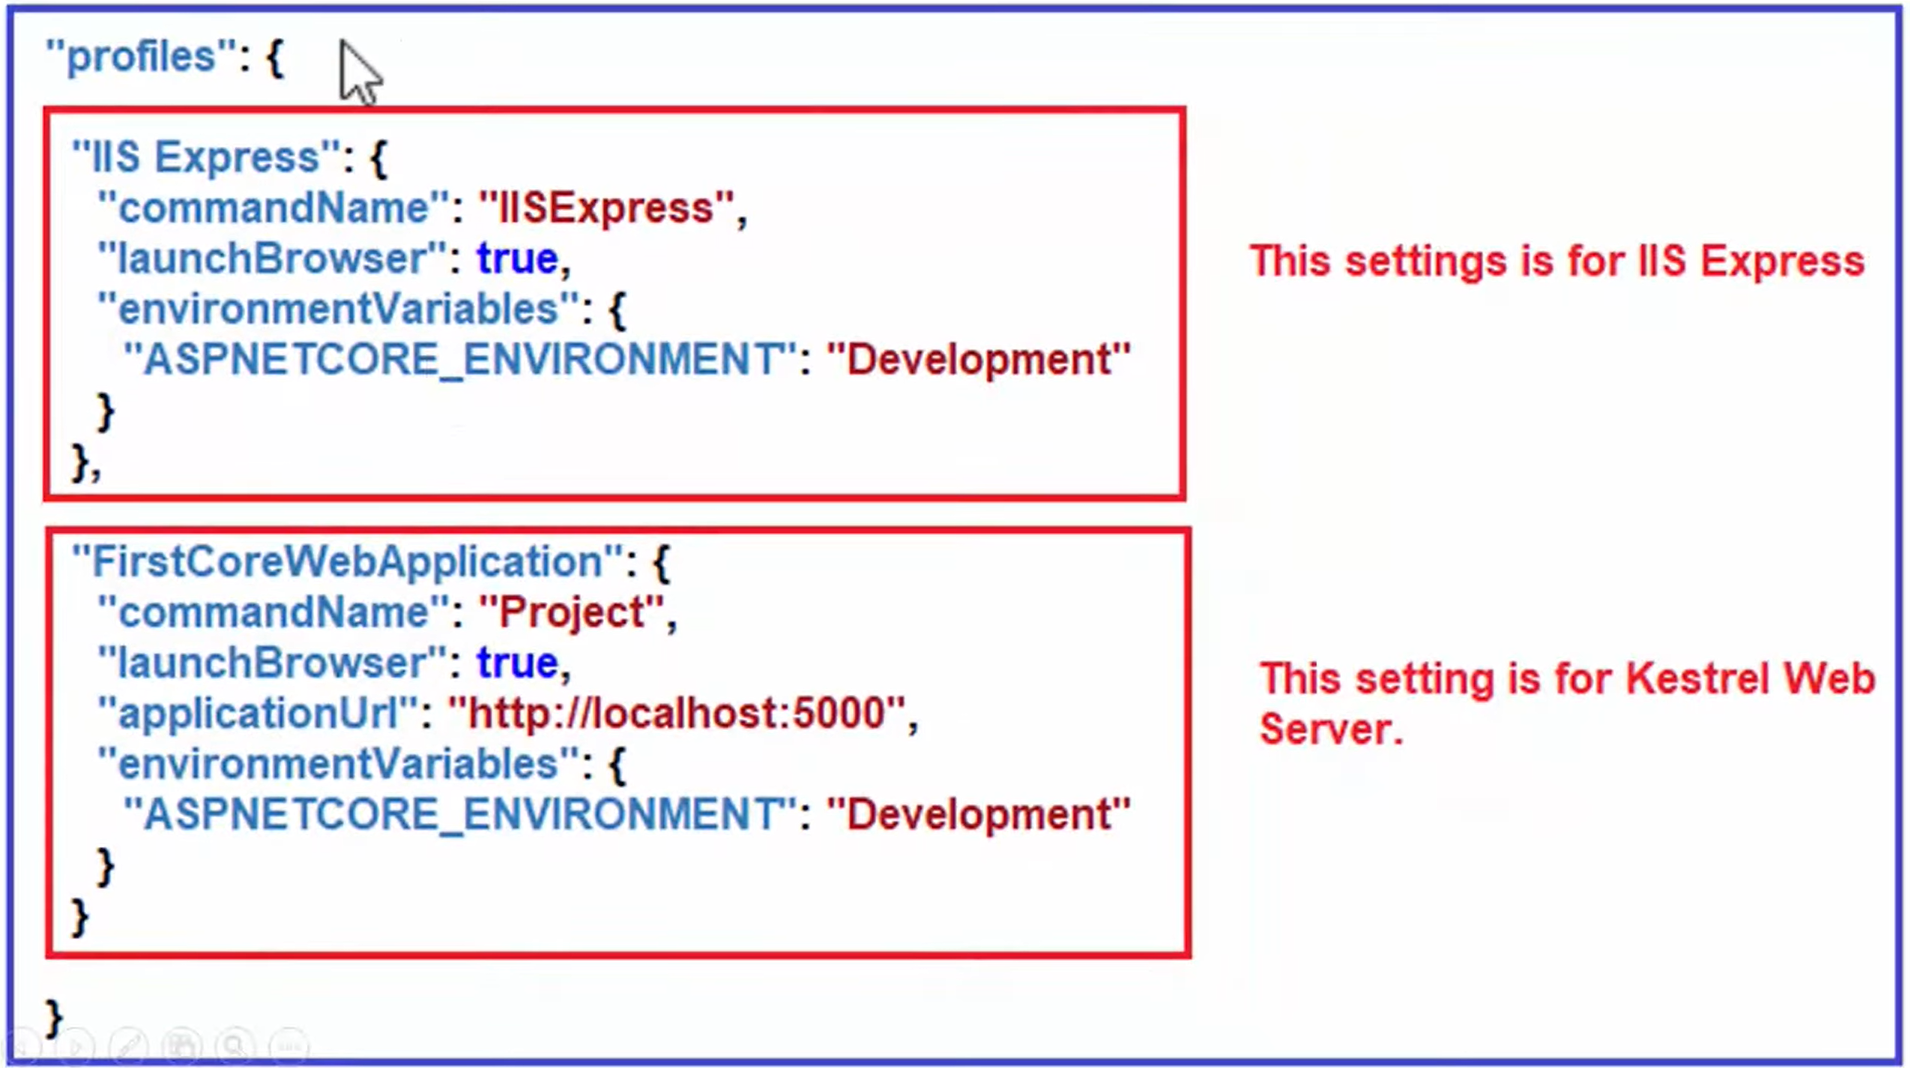 "profiles": {
"IIS Express": {
"commandName": "IISExpress",
"launchBrowser": true,
"environmentVariables": {
"ASPNETCORE_ENVIRONMENT": "Development"
}
},
This settings is for IIS Express
"FirstCoreWebApplication": {
"commandName": "Project",
"launchBrowser": true,
"applicationUrl": "http://localhost:5000",
"environmentVariables": {
"ASPNETCORE_ENVIRONMENT": "Development"
}
}
This setting is for Kestrel Web
Server.
}